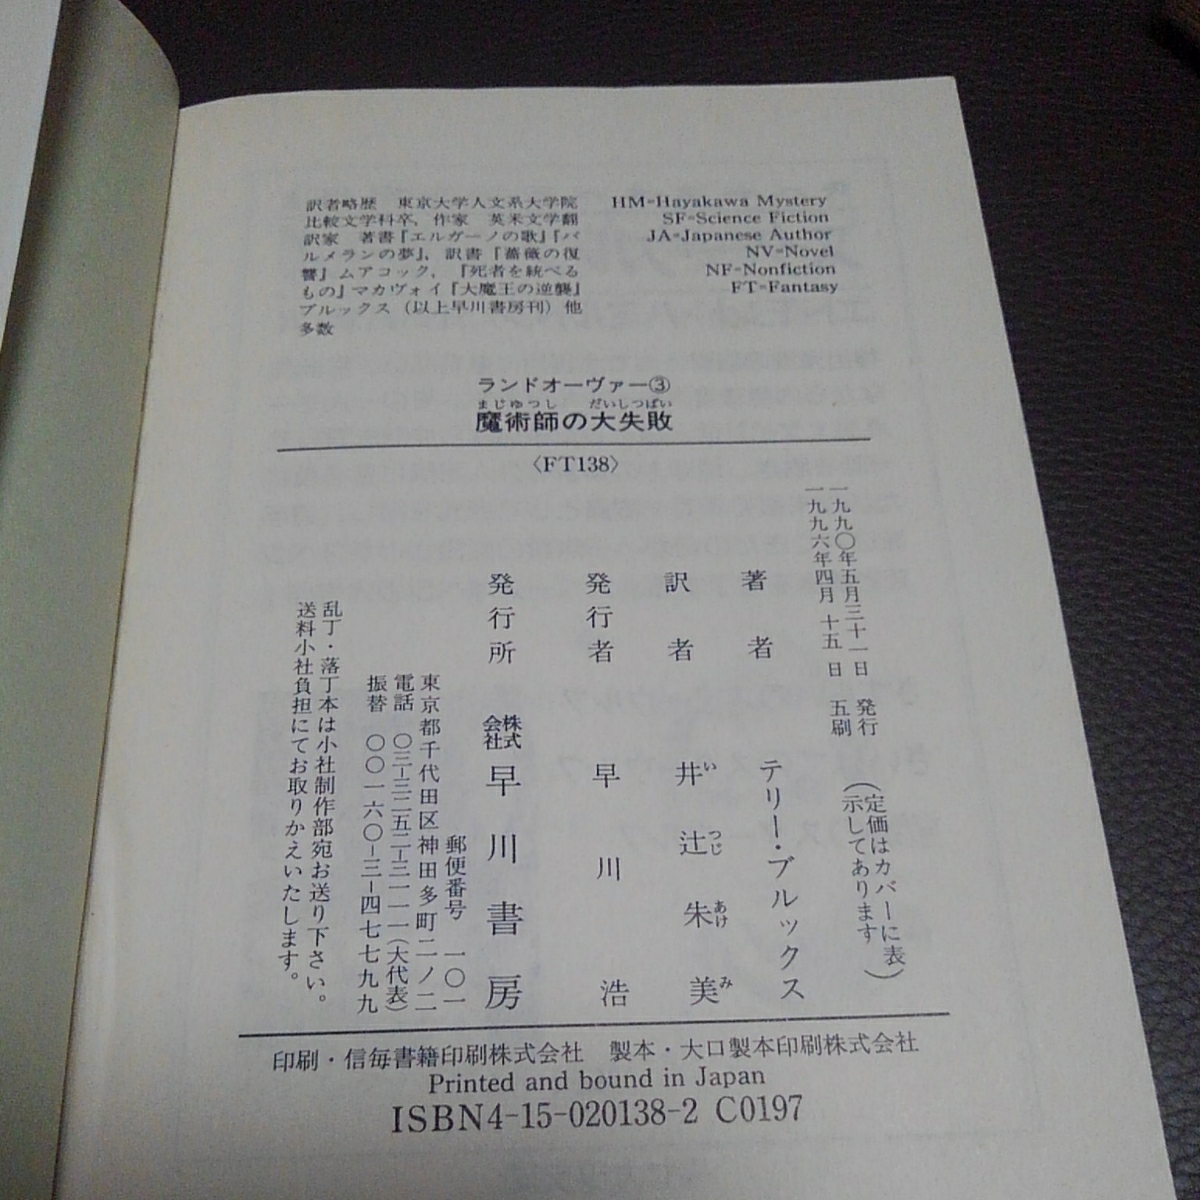 訳者略歴 東京大学人文系大学院
比較文学科卒，作家 英米文学翻
訳家 著書『エルガーノの歌』『パ
ルメランの夢』，訳書『薔薇の復
讐』ムアコック，『死者を統べる
もの』マカヴォイ『大魔王の逆襲』
ブルックス（以上早川書房刊）他
多数
HM=Hayakawa Mystery
SF=Science Fiction
JA=Japanese Author
NV=Novel
NF=Nonfiction
FT=Fantasy
ランドオーヴァー③
まじゆつし だいしつぱい
魔術師の大失敗
〈FT138〉
一九九〇年五月三十一日 発行
一九九六年四月十五日 五刷
（定価はカバーに表
示してあります）
著者 テリー・ブルックス
訳者 井辻朱美
い つじ あけ み
発行者 早川浩
発行所 株式会社 早川書房
郵便番号 一〇一
東京都千代田区神田多町二ノ二
電話 〇三-三二五二-三一一一（大代表）
振替 〇〇一六〇-三-四七七九九
乱丁・落丁本は小社制作部宛お送り下さい。
送料小社負担にてお取りかえいたします。
印刷・信毎書籍印刷株式会社 製本・大口製本印刷株式会社
Printed and bound in Japan
ISBN4-15-020138-2 C0197